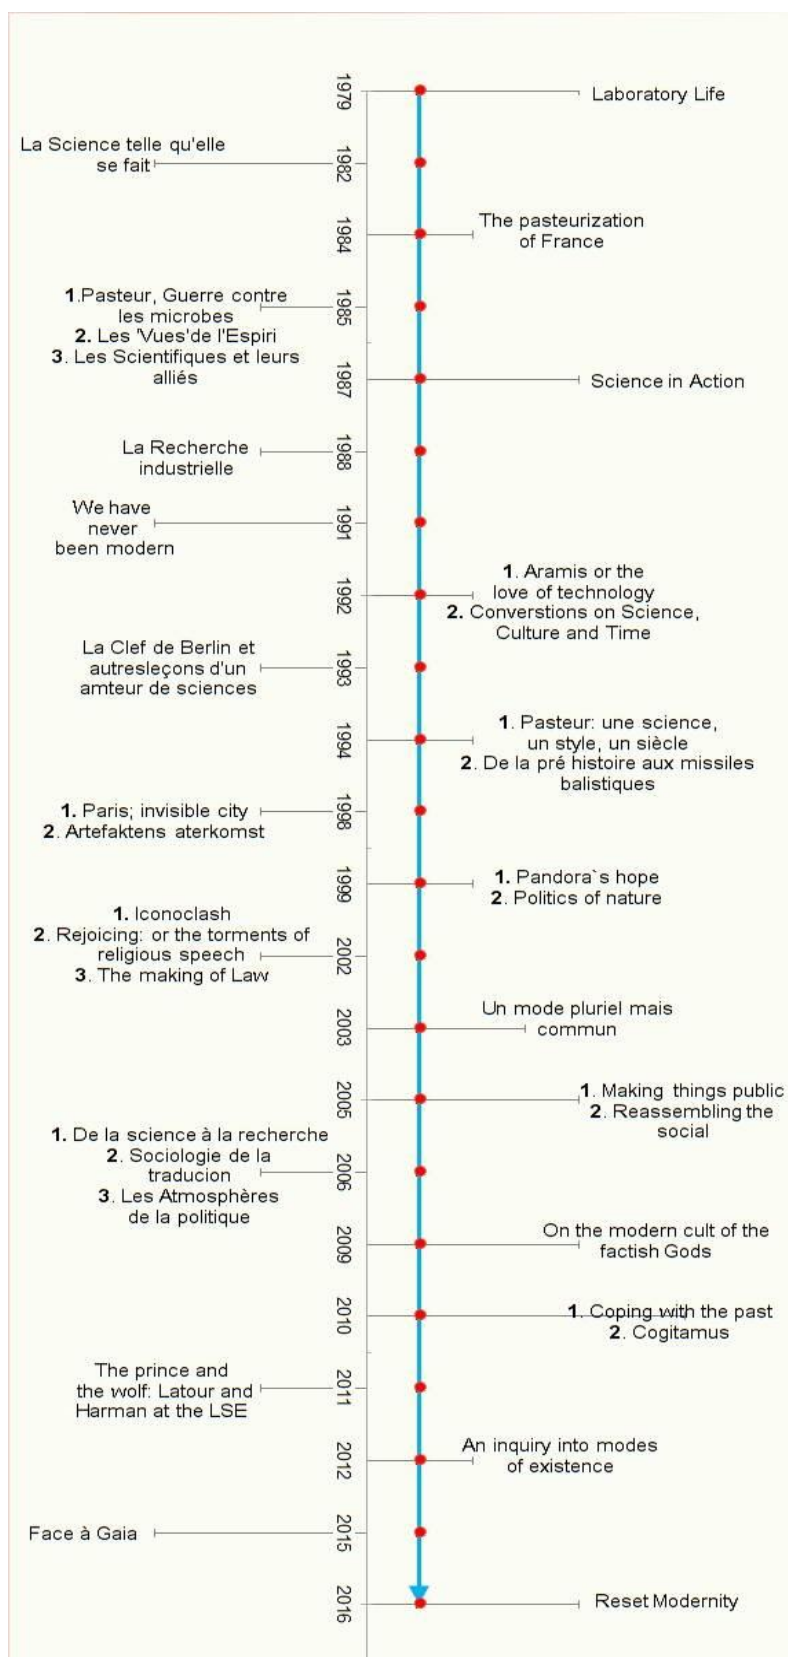 1979
Laboratory Life
La Science telle qu'elle
se fait
1982
The pasteurization
of France
1984
1.Pasteur, Guerre contre
les microbes
2. Les 'Vues'de l'Espiri
3. Les Scientifiques et leurs
alliés
1985
1987
Science in Action
La Recherche
industrielle
1988
We have
never
been modern
1991
1992
1. Aramis or the
love of technology
2. Converstions on Science,
Culture and Time
La Clef de Berlin et
autresleçons d'un
amteur de sciences
1993
1994
1. Pasteur: une science,
un style, un siècle
2. De la pré histoire aux missiles
balistiques
1. Paris; invisible city
2. Artefaktens aterkomst
1998
1999
1. Pandora`s hope
2. Politics of nature
1. Iconoclash
2. Rejoicing: or the torments of
religious speech
3. The making of Law
2002
2003
Un mode pluriel mais
commun
2005
1. Making things public
2. Reassembling the
social
1. De la science à la recherche
2. Sociologie de la
traducion
3. Les Atmosphères
de la politique
2006
2009
On the modern cult of the
factish Gods
2010
1. Coping with the past
2. Cogitamus
The prince and
the wolf: Latour and
Harman at the LSE
2011
2012
An inquiry into modes
of existence
Face à Gaia
2015
2016
Reset Modernity